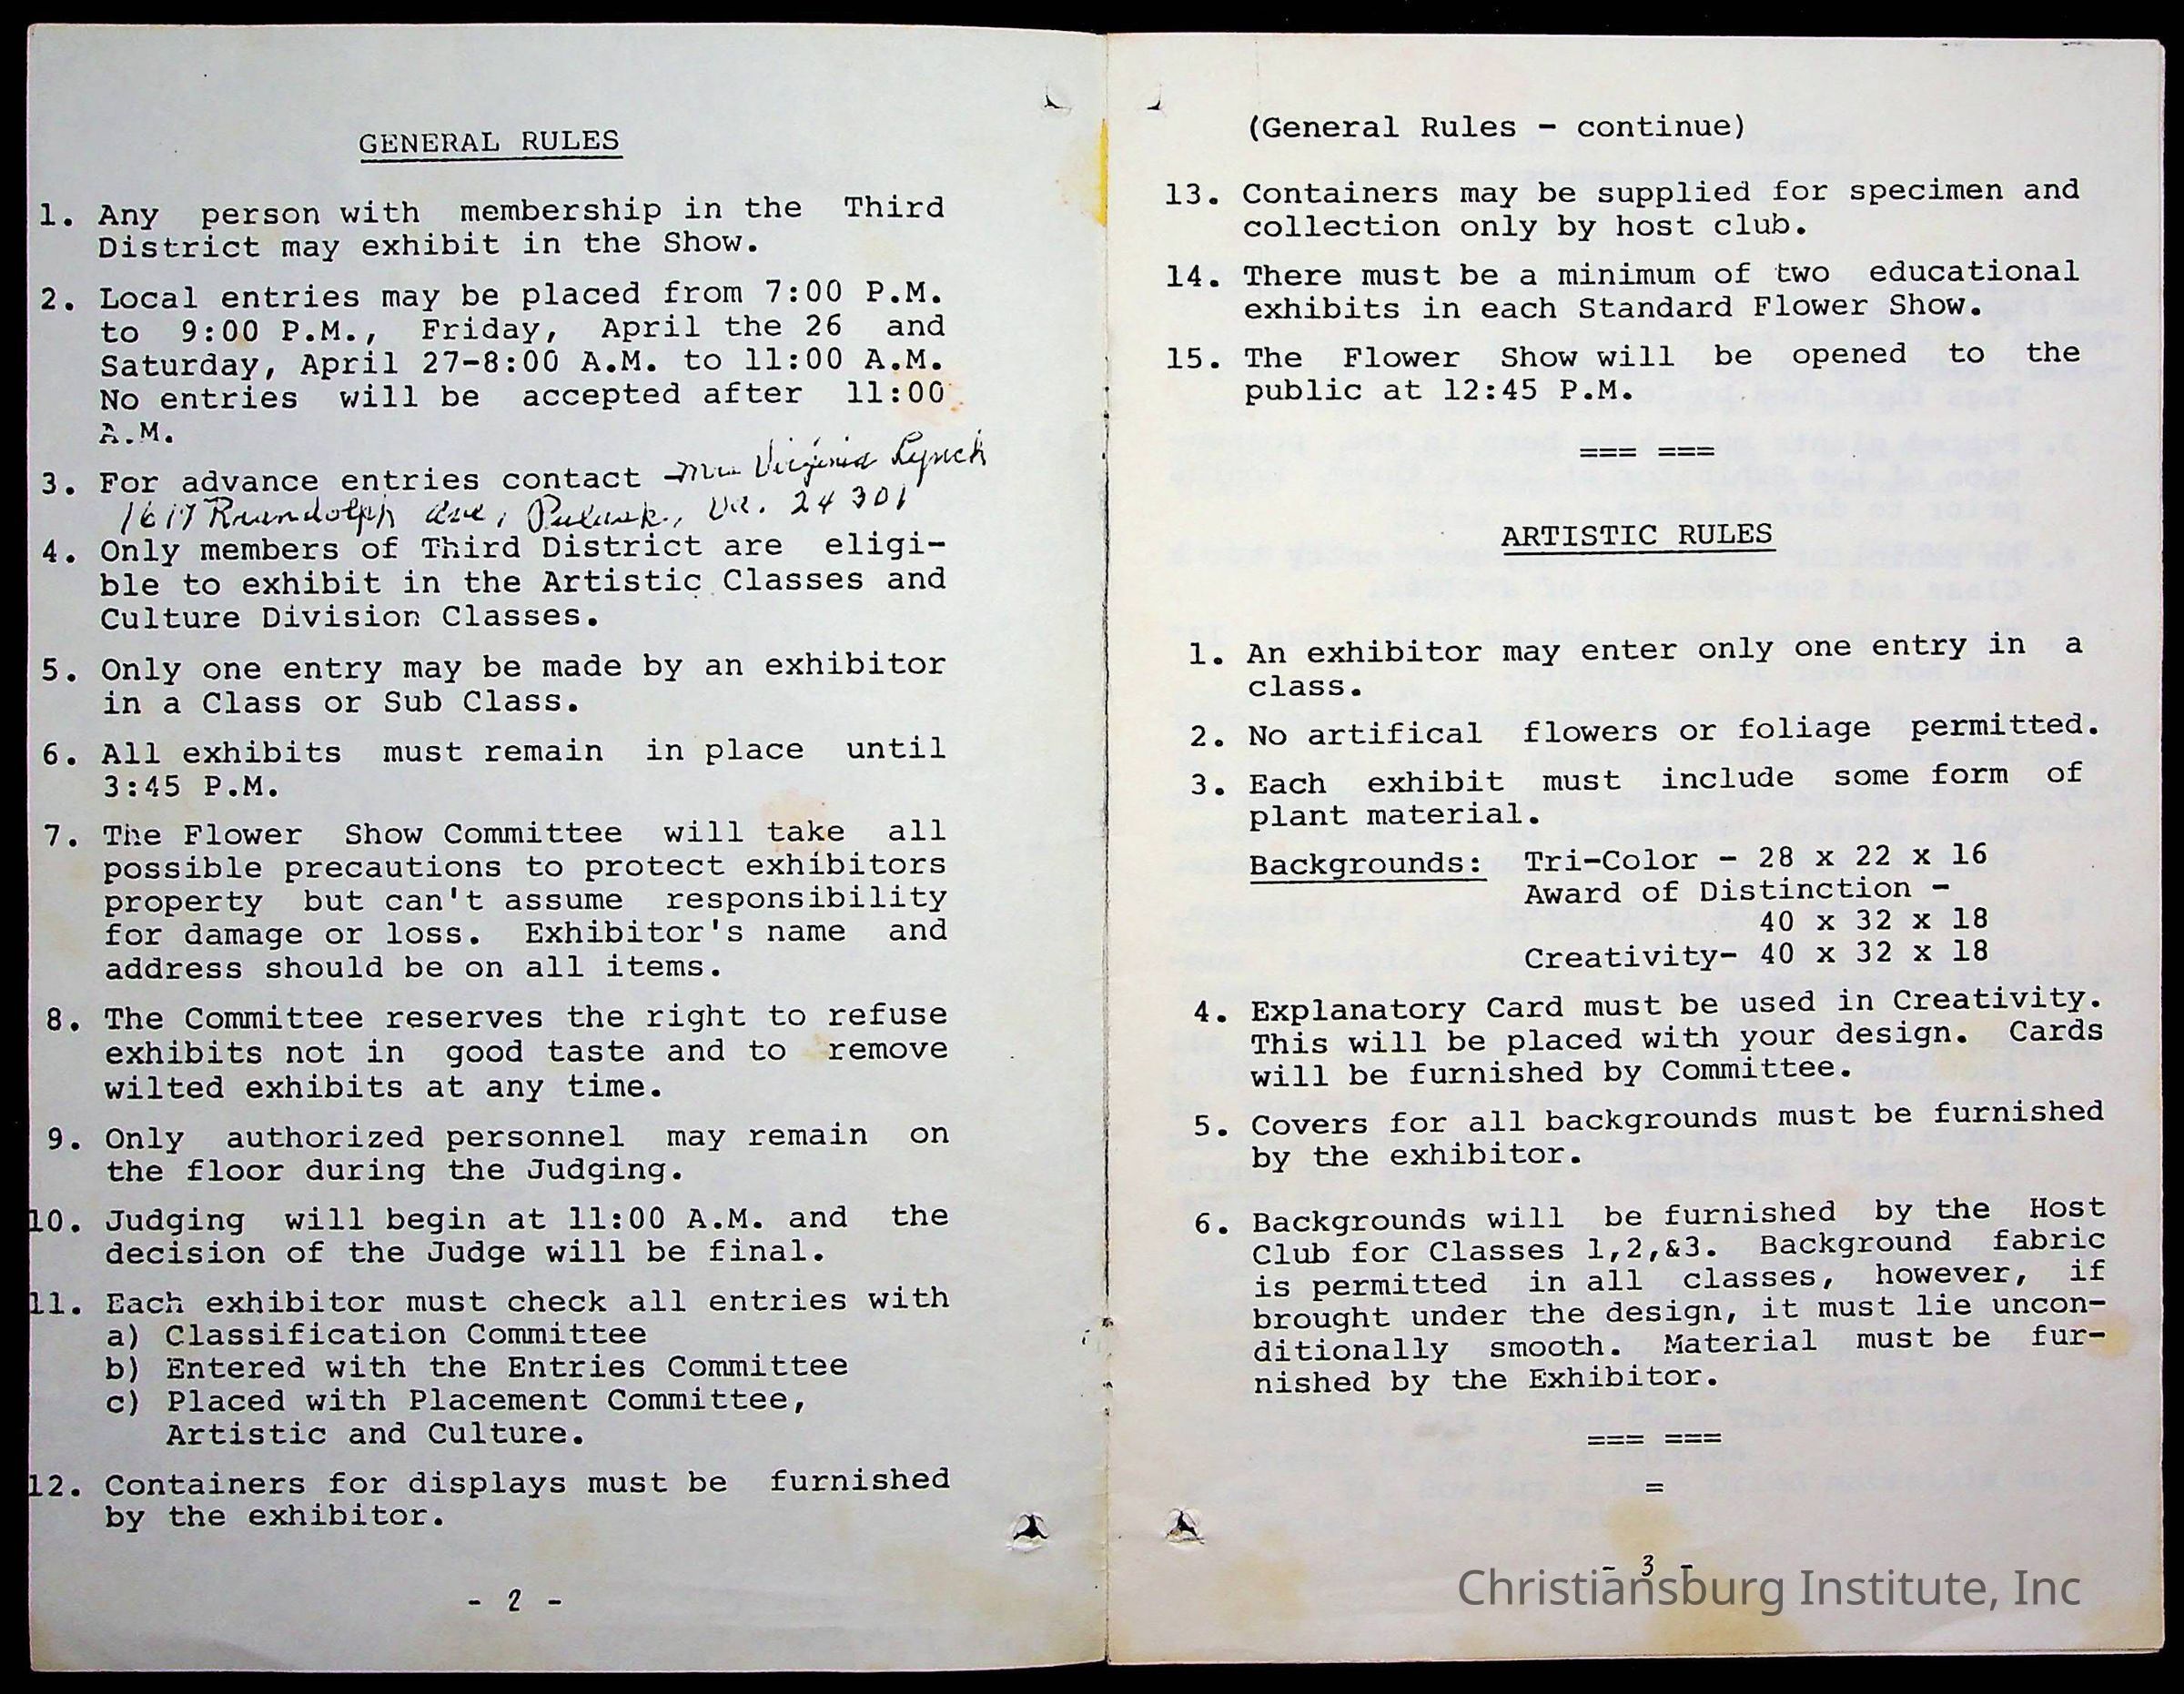 GENERAL RULES
1. Any person with membership in the Third
District may exhibit in the Show.
2. Local entries may be placed from 7:00 P.M.
to 9:00 P.M., Friday, April the 26 and
Saturday, April 27-8:00 A.M. to 11:00 A.M.
No entries will be accepted after 11:00
A.M.
3. For advance entries contact Mrs Virginia Lynch
1617 Randolph Ave, Pulaski, Va. 24301
4. Only members of Third District are eligi-
ble to exhibit in the Artistic Classes and
Culture Division Classes.
5. Only one entry may be made by an exhibitor
in a Class or Sub Class.
6. All exhibits must remain in place until
3:45 P.M.
7. The Flower Show Committee will take all
possible precautions to protect exhibitors
property but can't assume responsibility
for damage or loss. Exhibitor's name and
address should be on all items.
8. The Committee reserves the right to refuse
exhibits not in good taste and to remove
wilted exhibits at any time.
9. Only authorized personnel may remain on
the floor during the Judging.
10. Judging will begin at 11:00 A.M. and the
decision of the Judge will be final.
11. Each exhibitor must check all entries with
a) Classification Committee
b) Entered with the Entries Committee
c) Placed with Placement Committee,
Artistic and Culture.
12. Containers for displays must be furnished
by the exhibitor.
- 2 -
(General Rules - continue)
13. Containers may be supplied for specimen and
collection only by host club.
14. There must be a minimum of two educational
exhibits in each Standard Flower Show.
15. The Flower Show will be opened to the
public at 12:45 P.M.
=== ===
ARTISTIC RULES
1. An exhibitor may enter only one entry in a
class.
2. No artifical flowers or foliage permitted.
3. Each exhibit must include some form of
plant material.
Backgrounds: Tri-Color - 28 x 22 x 16
Award of Distinction -
40 x 32 x 18
Creativity- 40 x 32 x 18
4. Explanatory Card must be used in Creativity.
This will be placed with your design. Cards
will be furnished by Committee.
5. Covers for all backgrounds must be furnished
by the exhibitor.
6. Backgrounds will be furnished by the Host
Club for Classes 1,2,&3. Background fabric
is permitted in all classes, however, if
brought under the design, it must lie uncon-
ditionally smooth. Material must be fur-
nished by the Exhibitor.
=== ===
=
- 3 -
Christiansburg Institute, Inc